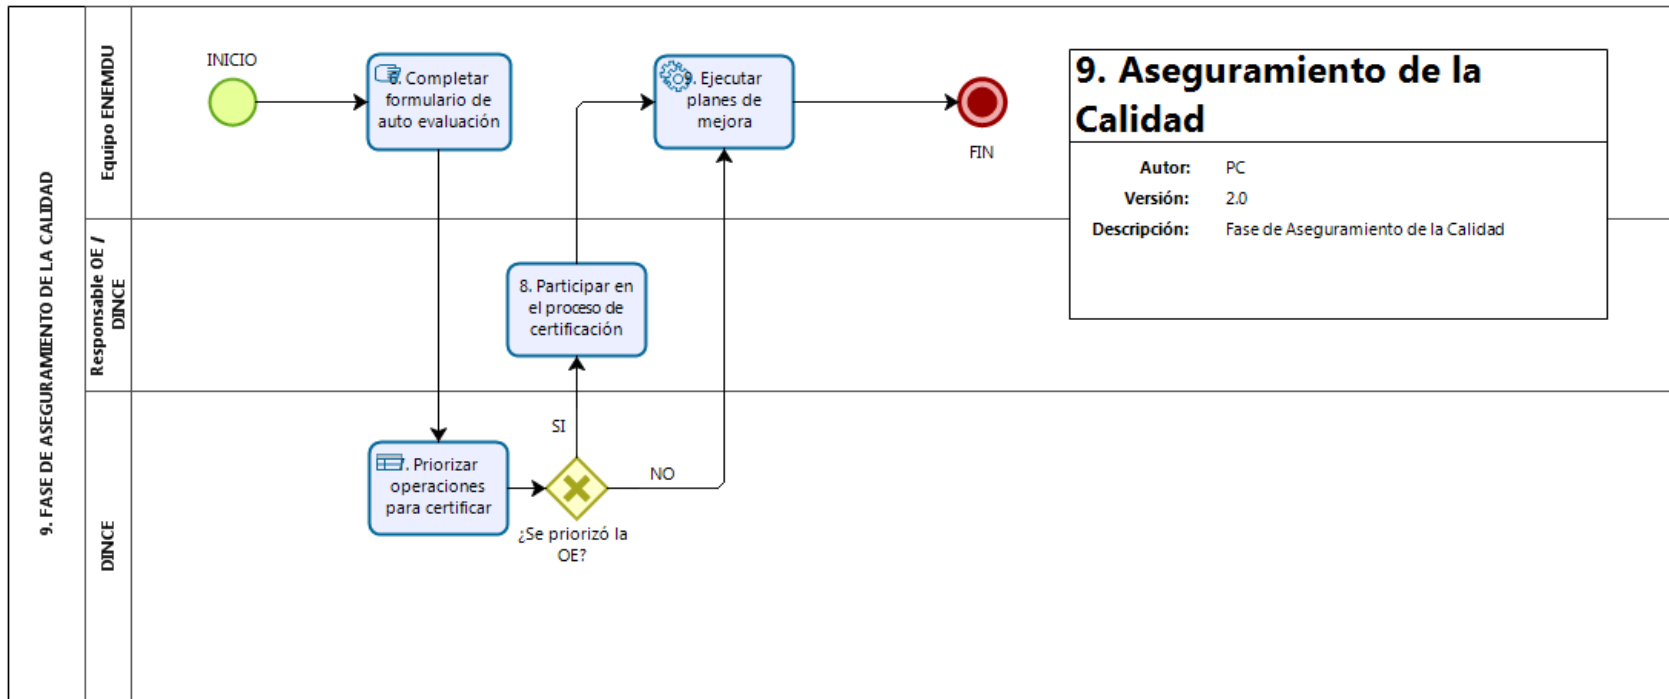 9. FASE DE ASEGURAMIENTO DE LA CALIDAD
Equipo ENEMDU
INICIO
6. Completar
formulario de
auto evaluación
9. Ejecutar
planes de
mejora
FIN
9. Aseguramiento de la
Calidad
Autor: PC
Versión: 2.0
Descripción: Fase de Aseguramiento de la Calidad
Responsable OE /
DINCE
8. Participar en
el proceso de
certificación
DINCE
SI
7. Priorizar
operaciones
para certificar
NO
¿Se priorizó la
OE?